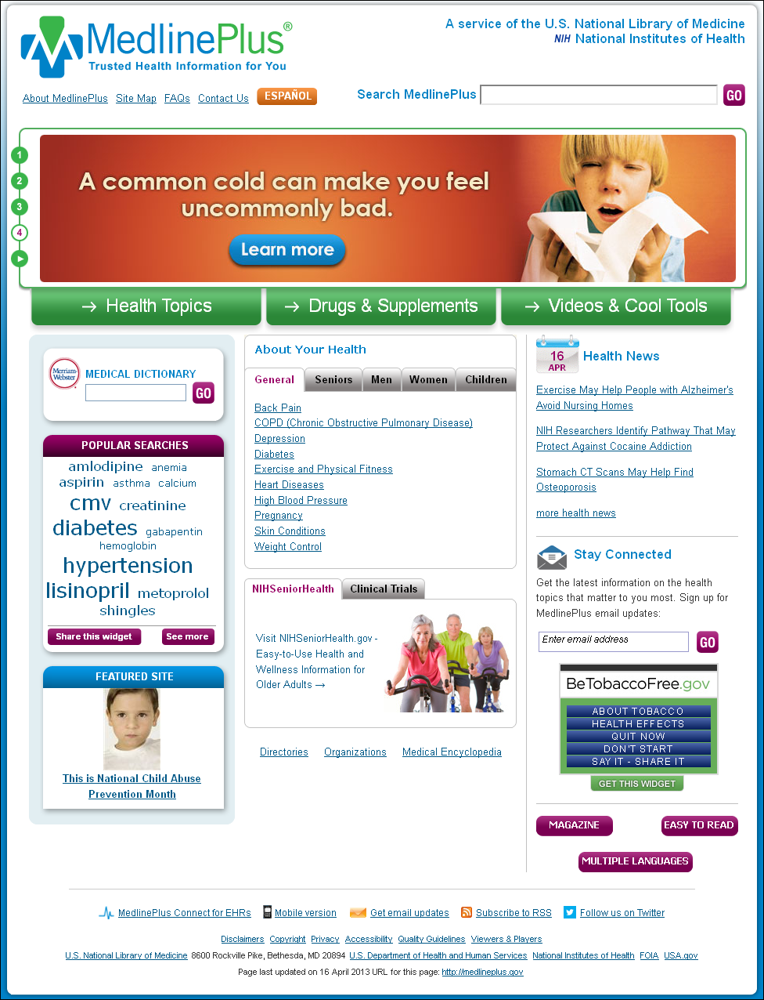 MedlinePlus®
Trusted Health Information for You
A service of the U.S. National Library of Medicine
NIH National Institutes of Health
About MedlinePlus Site Map FAQs Contact Us ESPAÑOL
Search MedlinePlus GO
1
2
3
4
A common cold can make you feel
uncommonly bad.
Learn more
→ Health Topics
→ Drugs & Supplements
→ Videos & Cool Tools
Merriam-
Webster
MEDICAL DICTIONARY
GO
POPULAR SEARCHES
amlodipine anemia
aspirin asthma calcium
cmv creatinine
diabetes gabapentin
hemoglobin
hypertension
lisinopril metoprolol
shingles
Share this widget See more
FEATURED SITE
This is National Child Abuse
Prevention Month
About Your Health
General Seniors Men Women Children
Back Pain
COPD (Chronic Obstructive Pulmonary Disease)
Depression
Diabetes
Exercise and Physical Fitness
Heart Diseases
High Blood Pressure
Pregnancy
Skin Conditions
Weight Control
NIHSeniorHealth Clinical Trials
Visit NIHSeniorHealth.gov -
Easy-to-Use Health and
Wellness Information for
Older Adults →
Directories Organizations Medical Encyclopedia
16
APR
Health News
Exercise May Help People with Alzheimer's
Avoid Nursing Homes
NIH Researchers Identify Pathway That May
Protect Against Cocaine Addiction
Stomach CT Scans May Help Find
Osteoporosis
more health news
Stay Connected
Get the latest information on the health
topics that matter to you most. Sign up for
MedlinePlus email updates:
Enter email address GO
BeTobaccoFree.gov
ABOUT TOBACCO
HEALTH EFFECTS
QUIT NOW
DON'T START
SAY IT - SHARE IT
GET THIS WIDGET
MAGAZINE EASY TO READ
MULTIPLE LANGUAGES
MedlinePlus Connect for EHRs Mobile version Get email updates Subscribe to RSS Follow us on Twitter
Disclaimers Copyright Privacy Accessibility Quality Guidelines Viewers & Players
U.S. National Library of Medicine 8600 Rockville Pike, Bethesda, MD 20894 U.S. Department of Health and Human Services National Institutes of Health FOIA USA.gov
Page last updated on 16 April 2013 URL for this page: http://medlineplus.gov